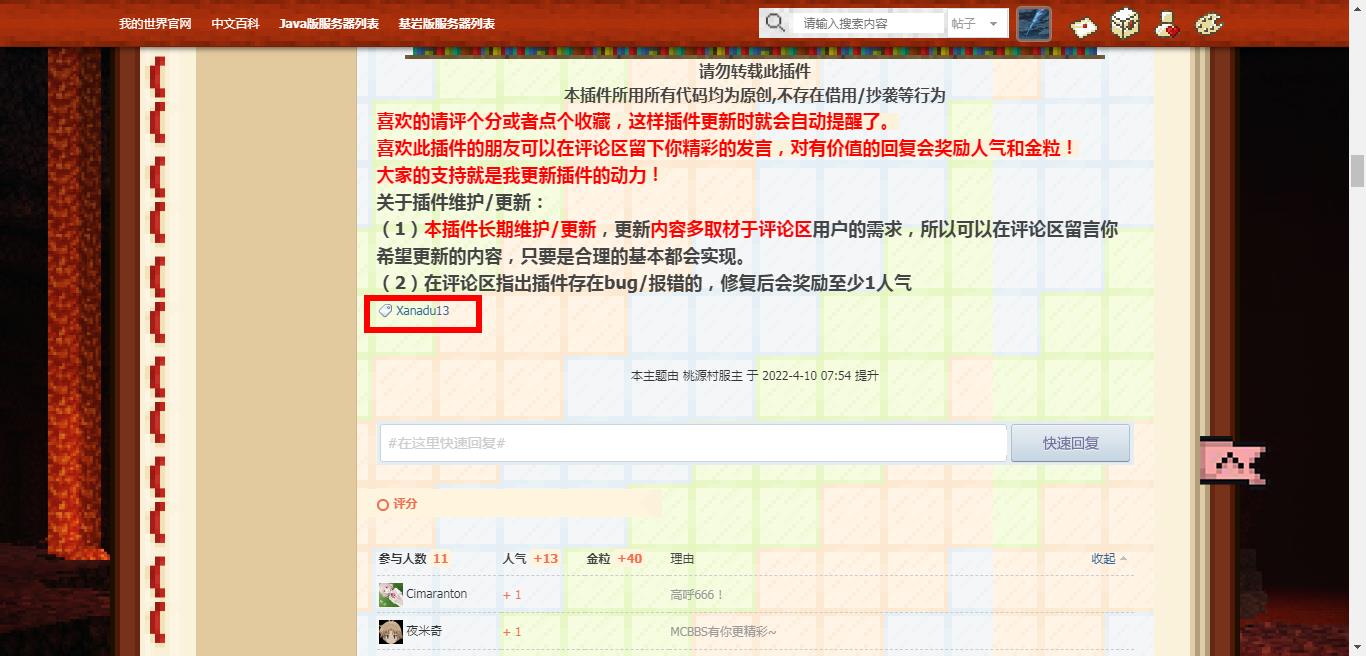 我的世界官网 中文百科 Java版服务器列表 基岩版服务器列表 请输入搜索内容 帖子
请勿转载此插件
本插件所用所有代码均为原创,不存在借用/抄袭等行为
喜欢的请评个分或者点个收藏，这样插件更新时就会自动提醒了。
喜欢此插件的朋友可以在评论区留下你精彩的发言，对有价值的回复会奖励人气和金粒！
大家的支持就是我更新插件的动力！
关于插件维护/更新：
（1）本插件长期维护/更新，更新内容多取材于评论区用户的需求，所以可以在评论区留言你
希望更新的内容，只要是合理的基本都会实现。
（2）在评论区指出插件存在bug/报错的，修复后会奖励至少1人气
Xanadu13
本主题由 桃源村服主 于 2022-4-10 07:54 提升
#在这里快速回复# 快速回复
评分
参与人数 11 人气 +13 金粒 +40 理由 收起
Cimaranton + 1 高呼666！
夜米奇 + 1 MCBBS有你更精彩~